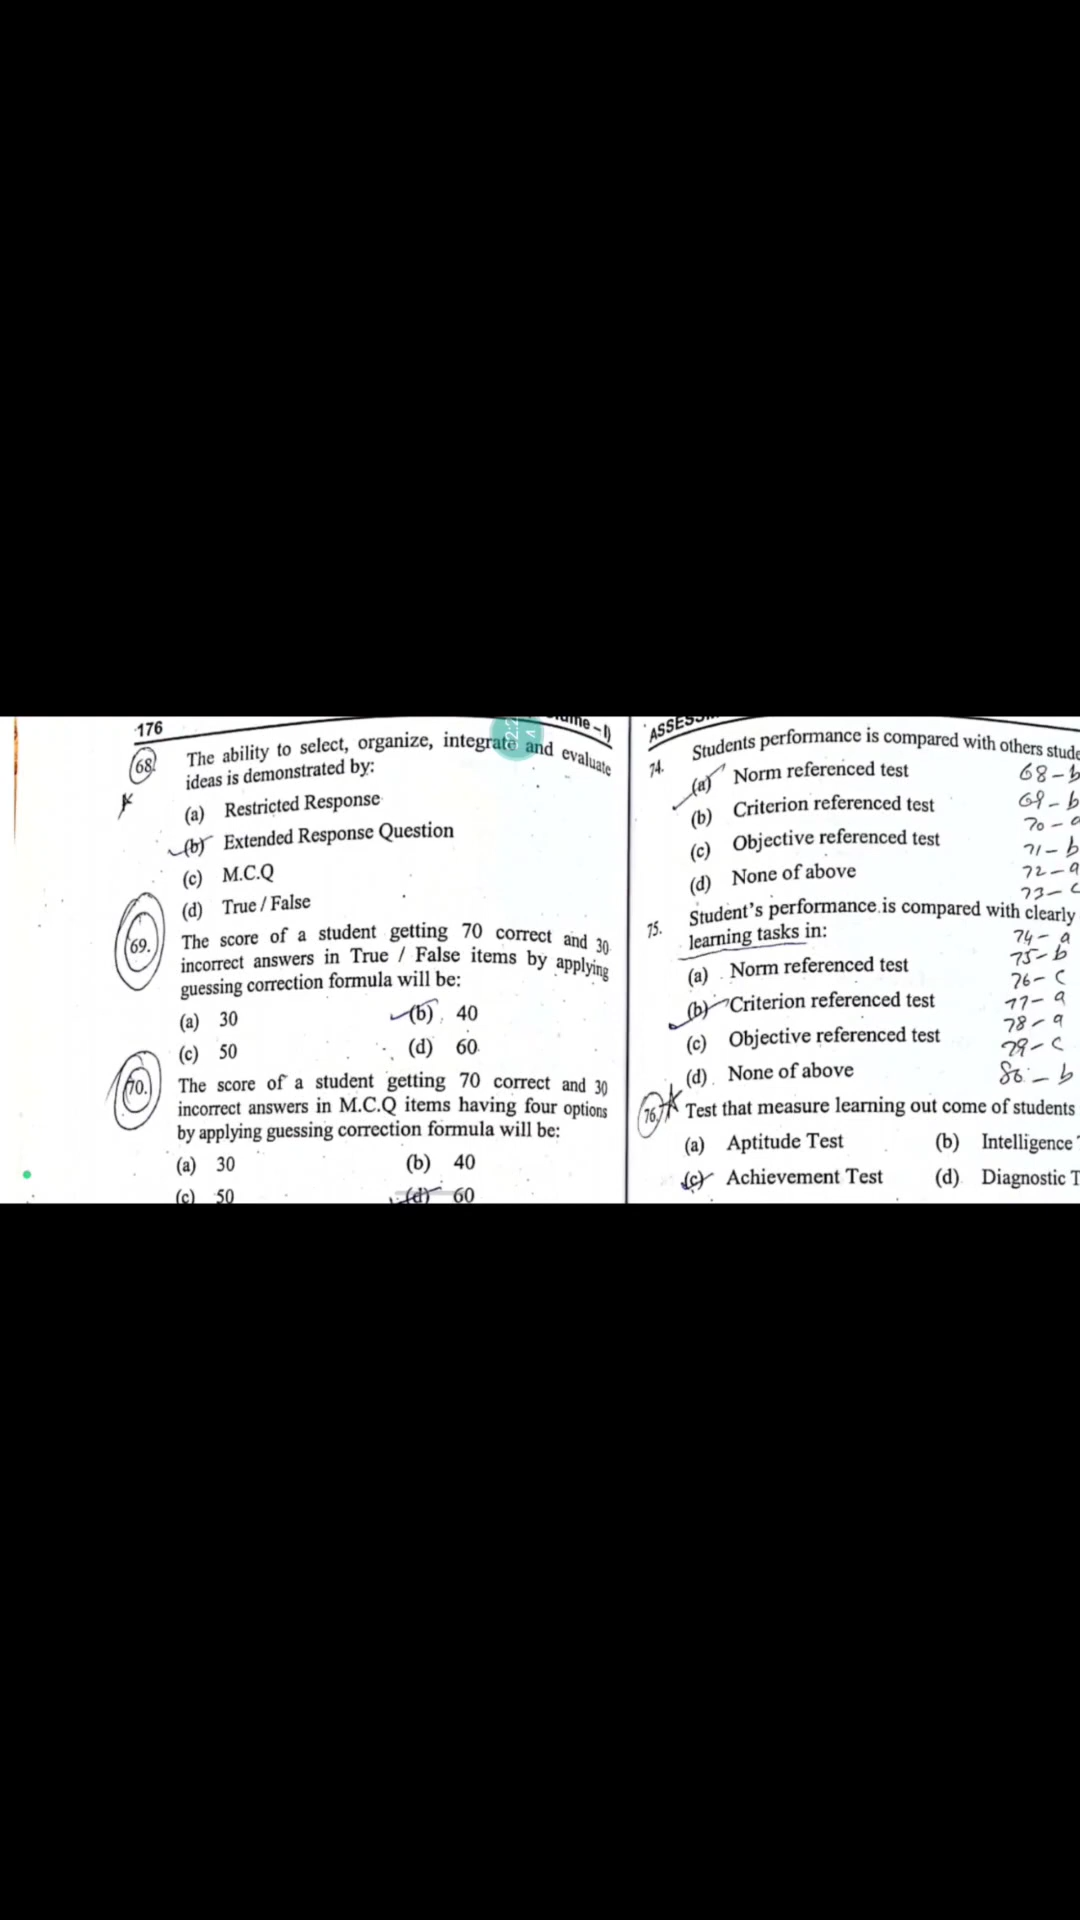 176
68. The ability to select, organize, integrate and evaluate
ideas is demonstrated by:
(a) Restricted Response
(b) Extended Response Question
(c) M.C.Q
(d) True / False
69. The score of a student getting 70 correct and 30
incorrect answers in True / False items by applying
guessing correction formula will be:
(a) 30 (b) 40
(c) 50 (d) 60
70. The score of a student getting 70 correct and 30
incorrect answers in M.C.Q items having four options
by applying guessing correction formula will be:
(a) 30 (b) 40
(c) 50 (d) 60
74. Students performance is compared with others
(a) Norm referenced test
(b) Criterion referenced test
(c) Objective referenced test
(d) None of above
75. Student's performance is compared with clearly
learning tasks in:
(a) Norm referenced test
(b) Criterion referenced test
(c) Objective referenced test
(d) None of above
76. Test that measure learning out come of students
(a) Aptitude Test (b) Intelligence
(c) Achievement Test (d) Diagnostic
68-b
69-b
70-
71-b
72-a
73-c
74-a
75-b
76-c
77-a
78-a
79-c
80-b